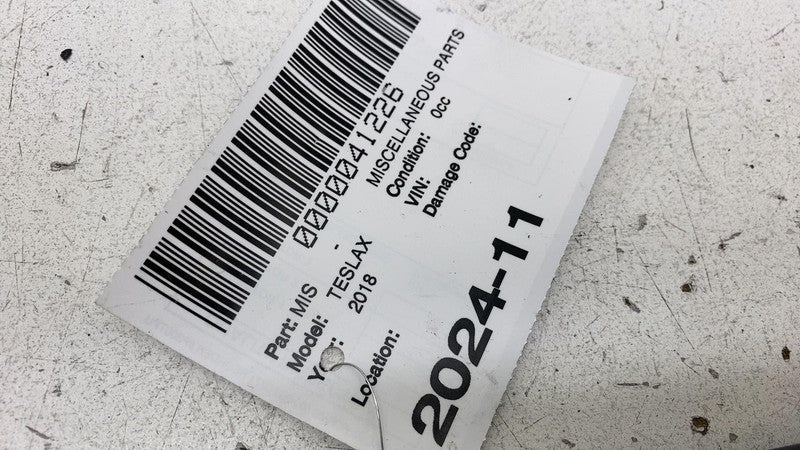 0000041226
Part: MIS - MISCELLANEOUS PARTS
Model: TESLAX Condition: 0cc
2018 VIN:
Location: Damage Code:
2024-11